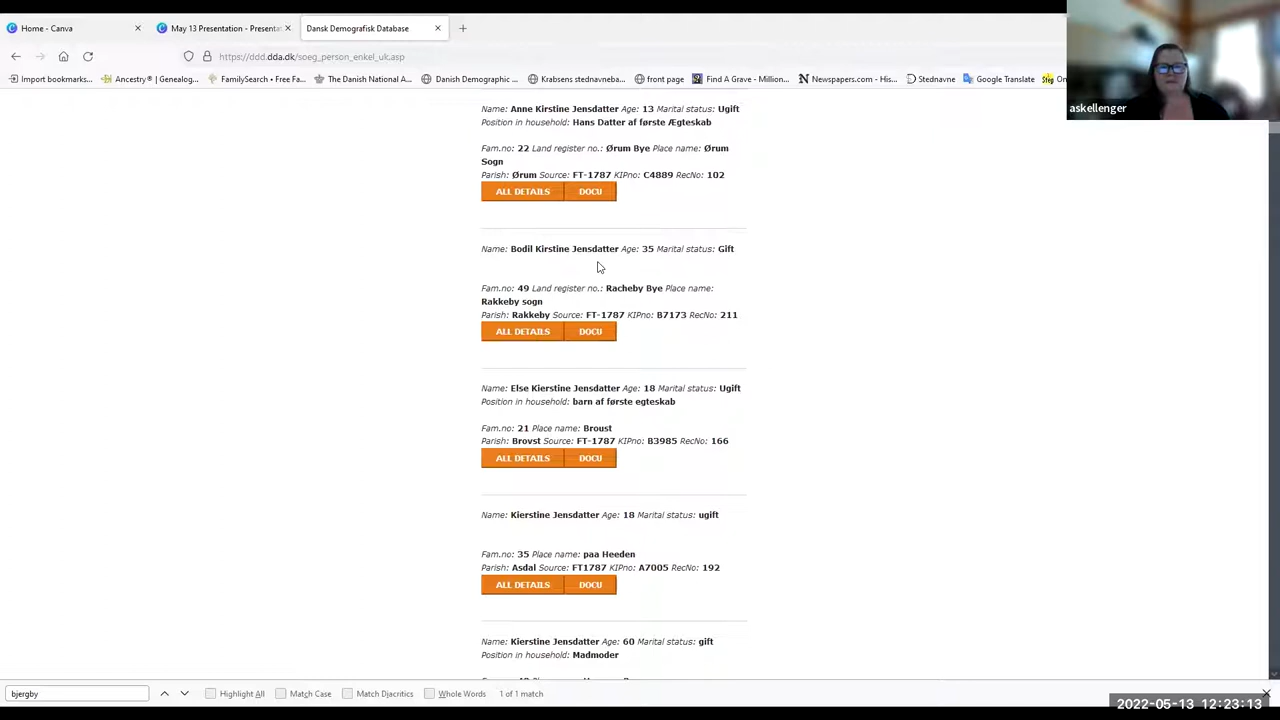 Home - Canva
May 13 Presentation - Presentat
Dansk Demografisk Database
https://ddd.dda.dk/soeg_person_enkel_uk.asp
Import bookmarks...
Ancestry® | Genealog...
FamilySearch • Free Fa...
The Danish National A...
Danish Demographic ...
Krabsens stednavneba...
front page
Find A Grave - Million...
Newspapers.com - His...
Stednavne
Google Translate
askellenger
Name: Anne Kirstine Jensdatter Age: 13 Marital status: Ugift
Position in household: Hans Datter af første Ægteskab
Fam.no: 22 Land register no.: Ørum Bye Place name: Ørum
Sogn
Parish: Ørum Source: FT-1787 KIPno: C4889 RecNo: 102
ALL DETAILS DOCU
Name: Bodil Kirstine Jensdatter Age: 35 Marital status: Gift
Fam.no: 49 Land register no.: Racheby Bye Place name:
Rakkeby sogn
Parish: Rakkeby Source: FT-1787 KIPno: B7173 RecNo: 211
ALL DETAILS DOCU
Name: Else Kierstine Jensdatter Age: 18 Marital status: Ugift
Position in household: barn af første egteskab
Fam.no: 21 Place name: Broust
Parish: Brovst Source: FT-1787 KIPno: B3985 RecNo: 166
ALL DETAILS DOCU
Name: Kierstine Jensdatter Age: 18 Marital status: ugift
Fam.no: 35 Place name: paa Heeden
Parish: Asdal Source: FT1787 KIPno: A7005 RecNo: 192
ALL DETAILS DOCU
Name: Kierstine Jensdatter Age: 60 Marital status: gift
Position in household: Madmoder
bjergby
Highlight All
Match Case
Match Diacritics
Whole Words
1 of 1 match
2022-05-13 12:23:13